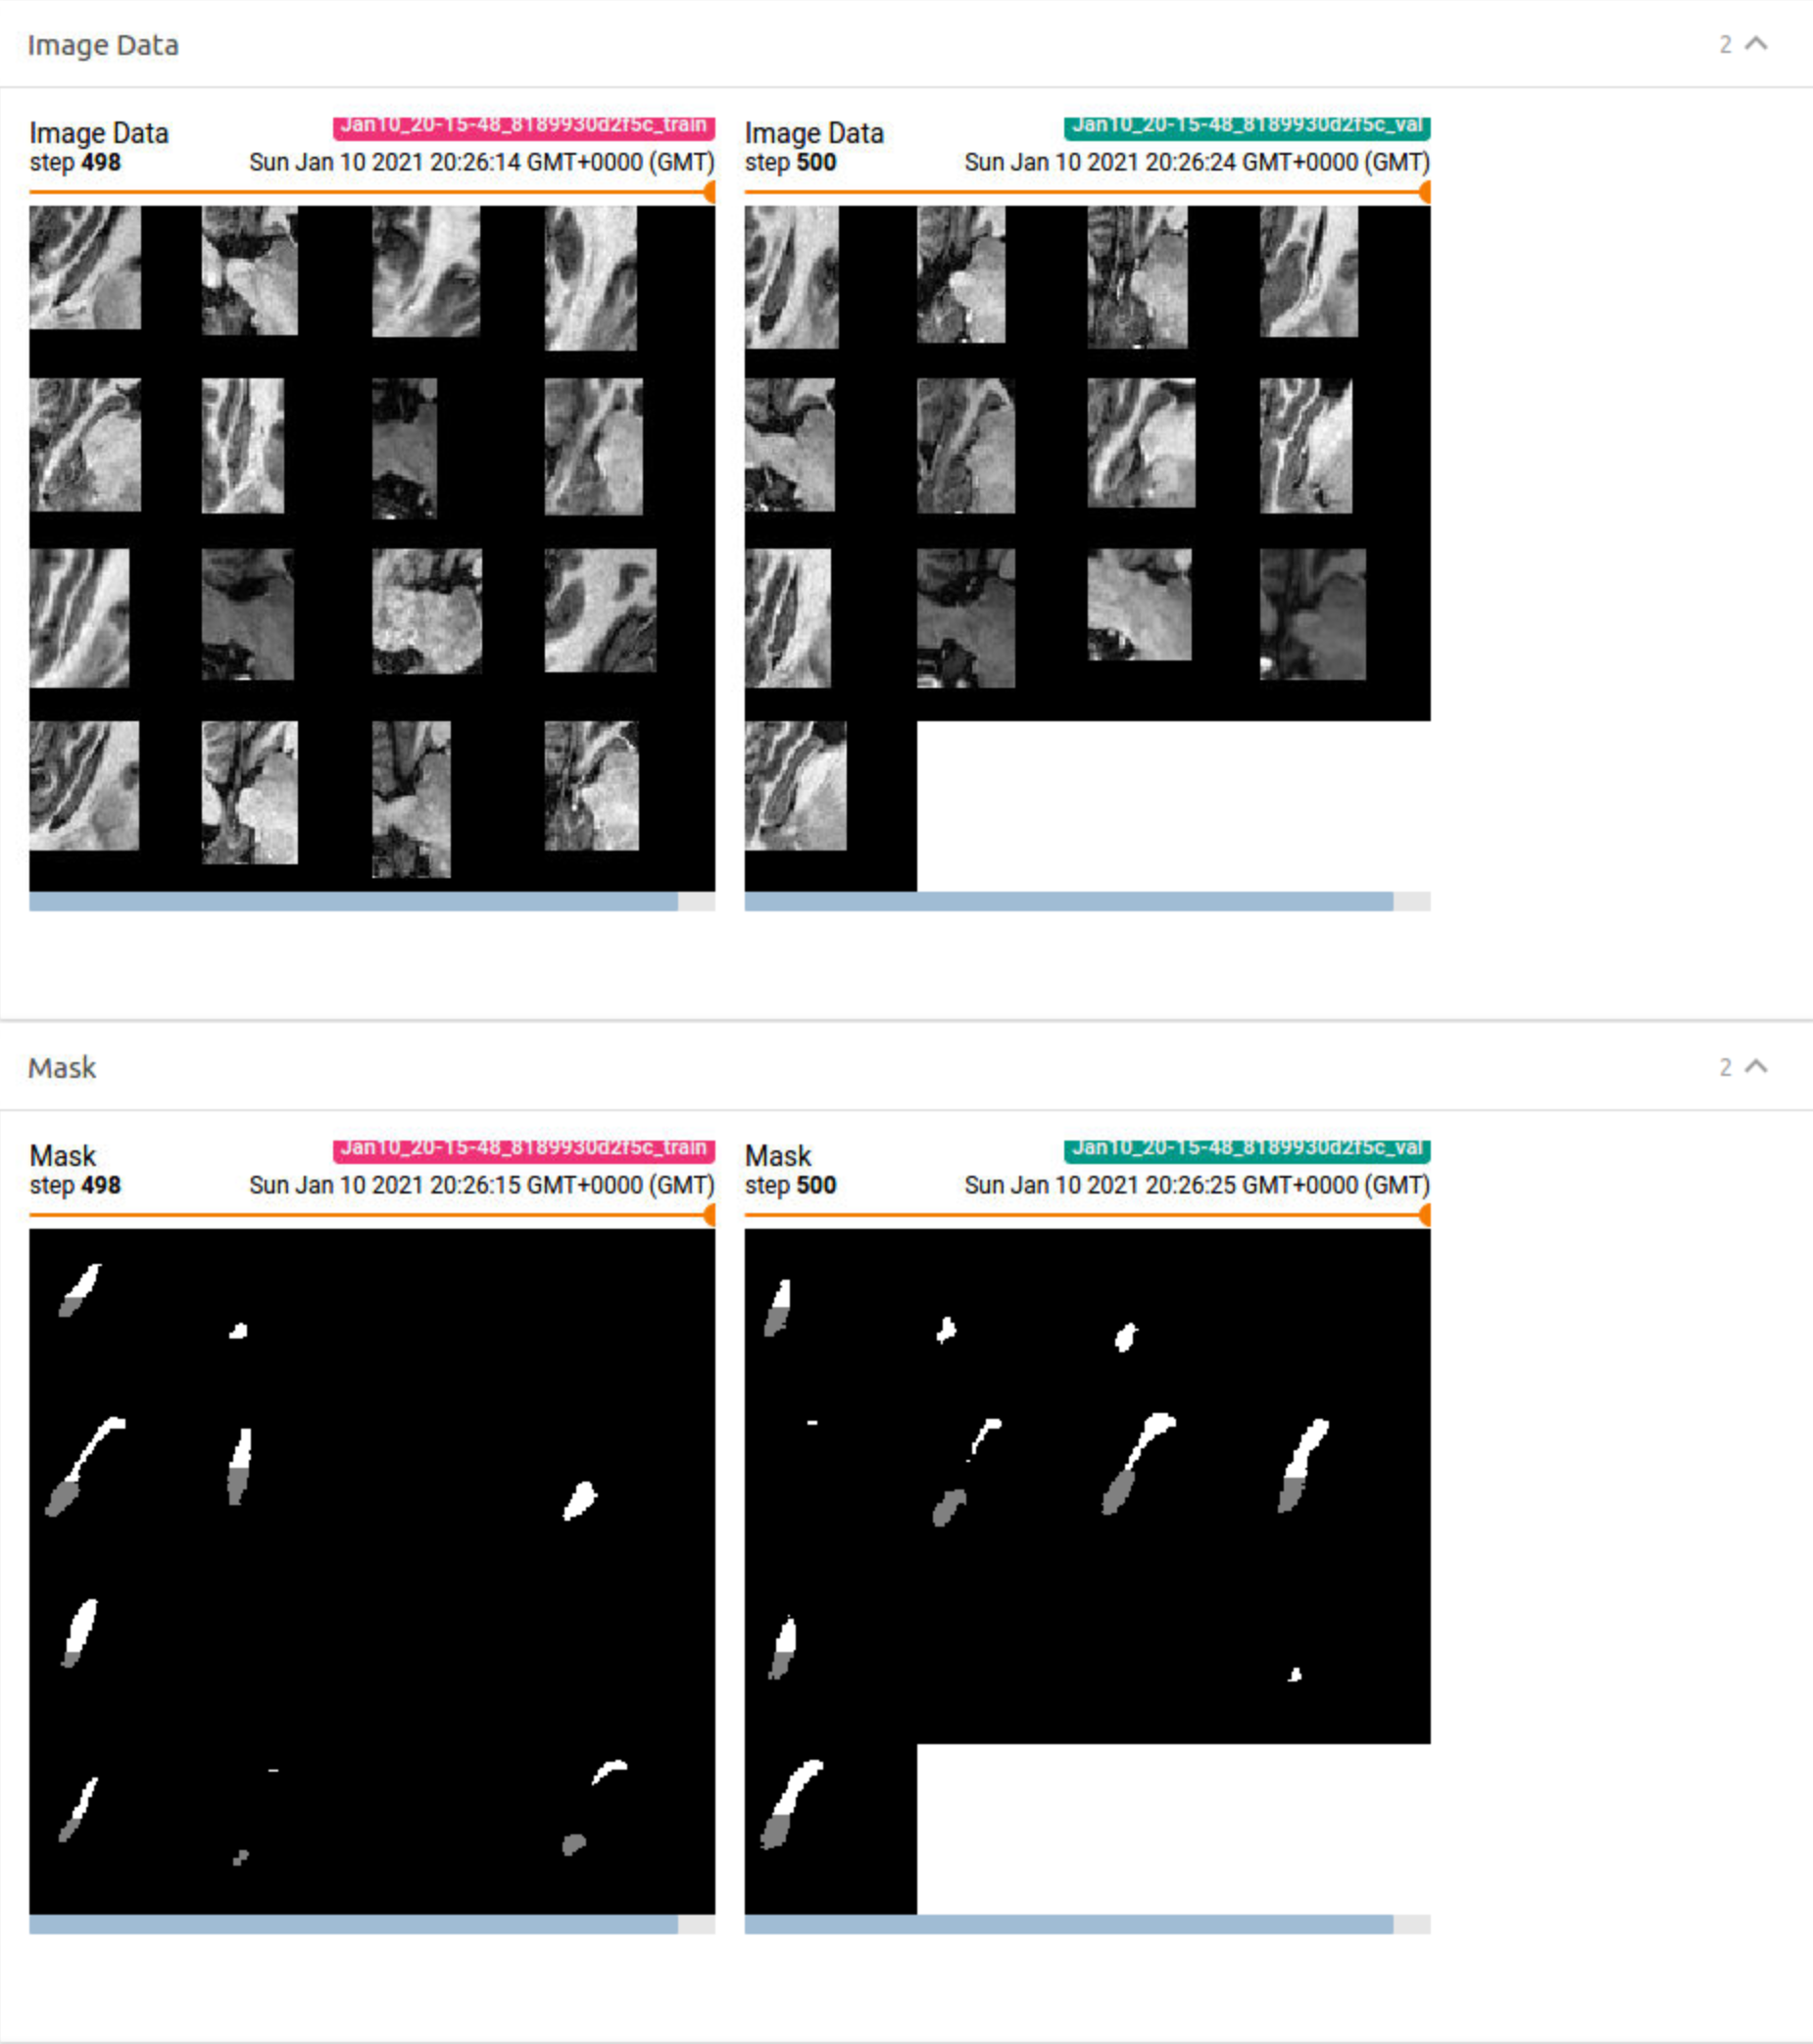 Image Data
2
Image Data
Jan10_20-15-48_8189930d2f5c_train
step 498
Sun Jan 10 2021 20:26:14 GMT+0000 (GMT)
Image Data
Jan10_20-15-48_8189930d2f5c_val
step 500
Sun Jan 10 2021 20:26:24 GMT+0000 (GMT)
Mask
2
Mask
Jan10_20-15-48_8189930d2f5c_train
step 498
Sun Jan 10 2021 20:26:15 GMT+0000 (GMT)
Mask
Jan10_20-15-48_8189930d2f5c_val
step 500
Sun Jan 10 2021 20:26:25 GMT+0000 (GMT)